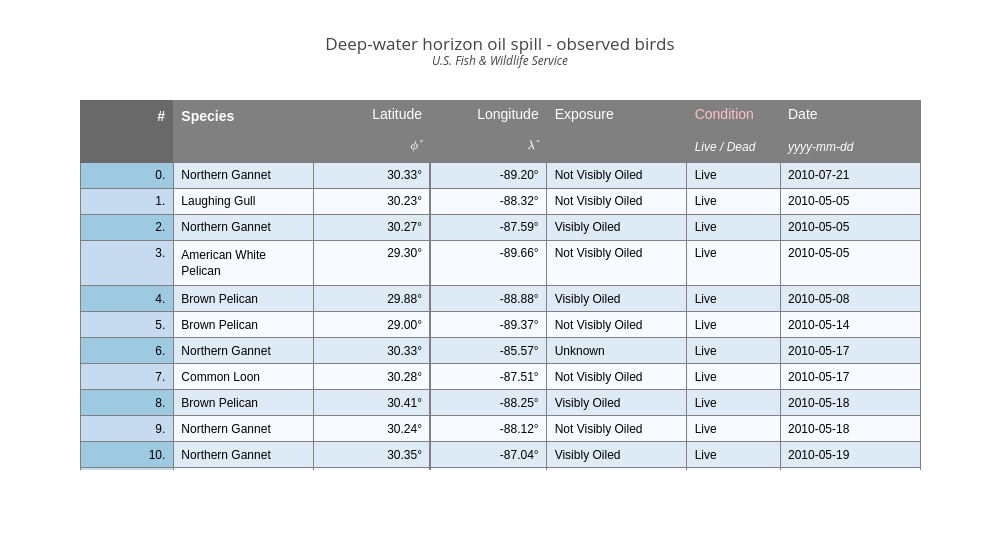 Deep-water horizon oil spill - observed birds
U.S. Fish & Wildlife Service
# Species Latitude Longitude Exposure Condition Date
ϕ° λ° Live / Dead yyyy-mm-dd
0. Northern Gannet 30.33° -89.20° Not Visibly Oiled Live 2010-07-21
1. Laughing Gull 30.23° -88.32° Not Visibly Oiled Live 2010-05-05
2. Northern Gannet 30.27° -87.59° Visibly Oiled Live 2010-05-05
3. American White 29.30° -89.66° Not Visibly Oiled Live 2010-05-05
Pelican
4. Brown Pelican 29.88° -88.88° Visibly Oiled Live 2010-05-08
5. Brown Pelican 29.00° -89.37° Not Visibly Oiled Live 2010-05-14
6. Northern Gannet 30.33° -85.57° Unknown Live 2010-05-17
7. Common Loon 30.28° -87.51° Not Visibly Oiled Live 2010-05-17
8. Brown Pelican 30.41° -88.25° Visibly Oiled Live 2010-05-18
9. Northern Gannet 30.24° -88.12° Not Visibly Oiled Live 2010-05-18
10. Northern Gannet 30.35° -87.04° Visibly Oiled Live 2010-05-19